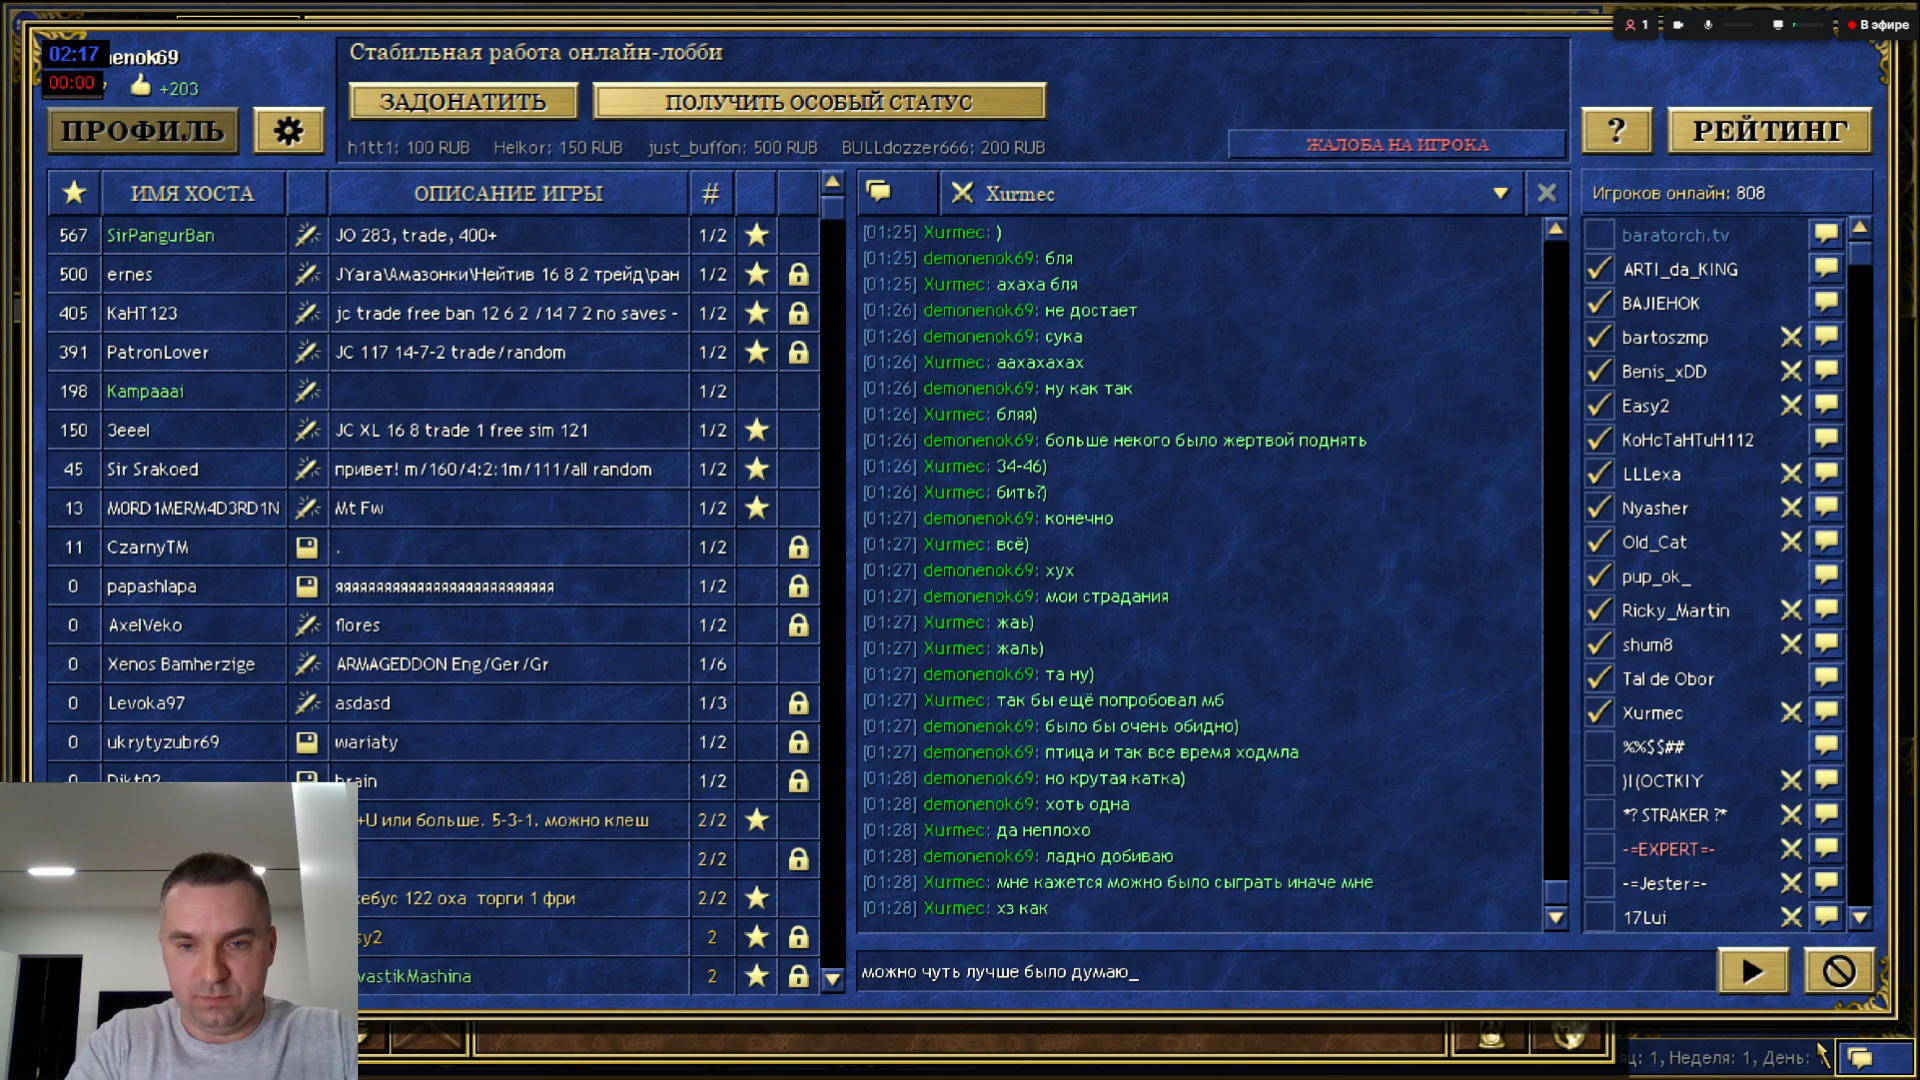 02:17
enok69
00:00
+203
ПРОФИЛЬ
Стабильная работа онлайн-лобби
ЗАДОНАТИТЬ
ПОЛУЧИТЬ ОСОБЫЙ СТАТУС
h1tt1: 100 RUB Helkor: 150 RUB just_buffon: 500 RUB BULLdozzer666: 200 RUB
ЖАЛОБА НА ИГРОКА
1
В эфире
?
РЕЙТИНГ
ИМЯ ХОСТА ОПИСАНИЕ ИГРЫ #
567 SirPangurBan JO 283, trade, 400+ 1/2
500 ernes JYara\Амазонки\Нейтив 16 8 2 трейд\ран 1/2
405 KaHT123 jc trade free ban 12 6 2 /14 7 2 no saves - 1/2
391 PatronLover JC 117 14-7-2 trade/random 1/2
198 Kampaaai 1/2
150 3eeel JC XL 16 8 trade 1 free sim 121 1/2
45 Sir Srakoed привет! m/160/4:2:1m/111/all random 1/2
13 M0RD1MERM4D3RD1N Mt Fw 1/2
11 CzarnyTM . 1/2
0 papashlapa 1/2
0 AxelVeko flores 1/2
0 Xenos Bamherzige ARMAGEDDON Eng/Ger/Gr 1/6
0 Levoka97 asdasd 1/3
0 ukrytyzubr69 wariaty 1/2
0 Dikt02 brain 1/2
+U или больше. 5-3-1. можно клеш 2/2
2/2
ебус 122 оха торги 1 фри 2/2
sy2 2
vastikMashina 2
Xurmec
[01:25] Xurmec: )
[01:25] demonenok69: бля
[01:25] Xurmec: ахаха бля
[01:26] demonenok69: не достает
[01:26] demonenok69: сука
[01:26] Xurmec: аахахахах
[01:26] demonenok69: ну как так
[01:26] Xurmec: бляя)
[01:26] demonenok69: больше некого было жертвой поднять
[01:26] Xurmec: 34-46)
[01:26] Xurmec: бить?)
[01:27] demonenok69: конечно
[01:27] Xurmec: всё)
[01:27] demonenok69: хух
[01:27] demonenok69: мои страдания
[01:27] Xurmec: жаь)
[01:27] Xurmec: жаль)
[01:27] demonenok69: та ну)
[01:27] Xurmec: так бы ещё попробовал мб
[01:27] demonenok69: было бы очень обидно)
[01:27] demonenok69: птица и так все время ходмла
[01:28] demonenok69: но крутая катка)
[01:28] demonenok69: хоть одна
[01:28] Xurmec: да неплохо
[01:28] demonenok69: ладно добиваю
[01:28] Xurmec: мне кажется можно было сыграть иначе мне
[01:28] Xurmec: хз как
можно чуть лучше было думаю_
Игроков онлайн: 808
baratorch.tv
ARTI_da_KING
BAJIEHOK
bartoszmp
Benis_xDD
Easy2
KoHcTaHTuH112
LLLexa
Nyasher
Old_Cat
pup_ok_
Ricky_Martin
shum8
Tal de Obor
Xurmec
%%$$##
)I(OCTKIY
*? STRAKER ?*
-=EXPERT=-
-=Jester=-
17Lui
: 1, Неделя: 1, День: